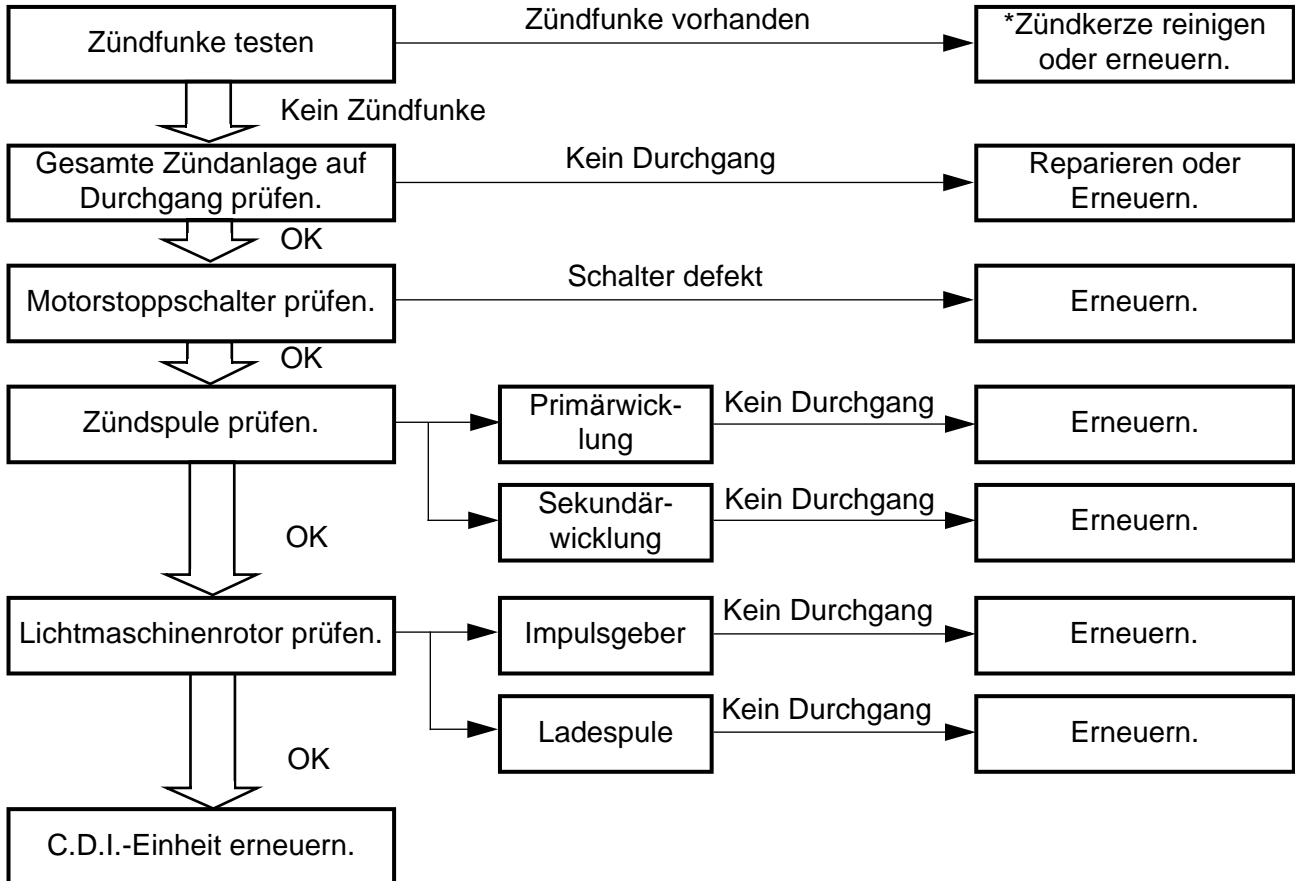 Zündfunke testen
Zündfunke vorhanden
*Zündkerze reinigen
oder erneuern.
Kein Zündfunke
Gesamte Zündanlage auf
Durchgang prüfen.
Kein Durchgang
Reparieren oder
Erneuern.
OK
Motorstoppschalter prüfen.
Schalter defekt
Erneuern.
OK
Zündspule prüfen.
Primärwick-
lung
Kein Durchgang
Erneuern.
Sekundär-
wicklung
Kein Durchgang
Erneuern.
OK
Lichtmaschinenrotor prüfen.
Impulsgeber
Kein Durchgang
Erneuern.
Ladespule
Kein Durchgang
Erneuern.
OK
C.D.I.-Einheit erneuern.